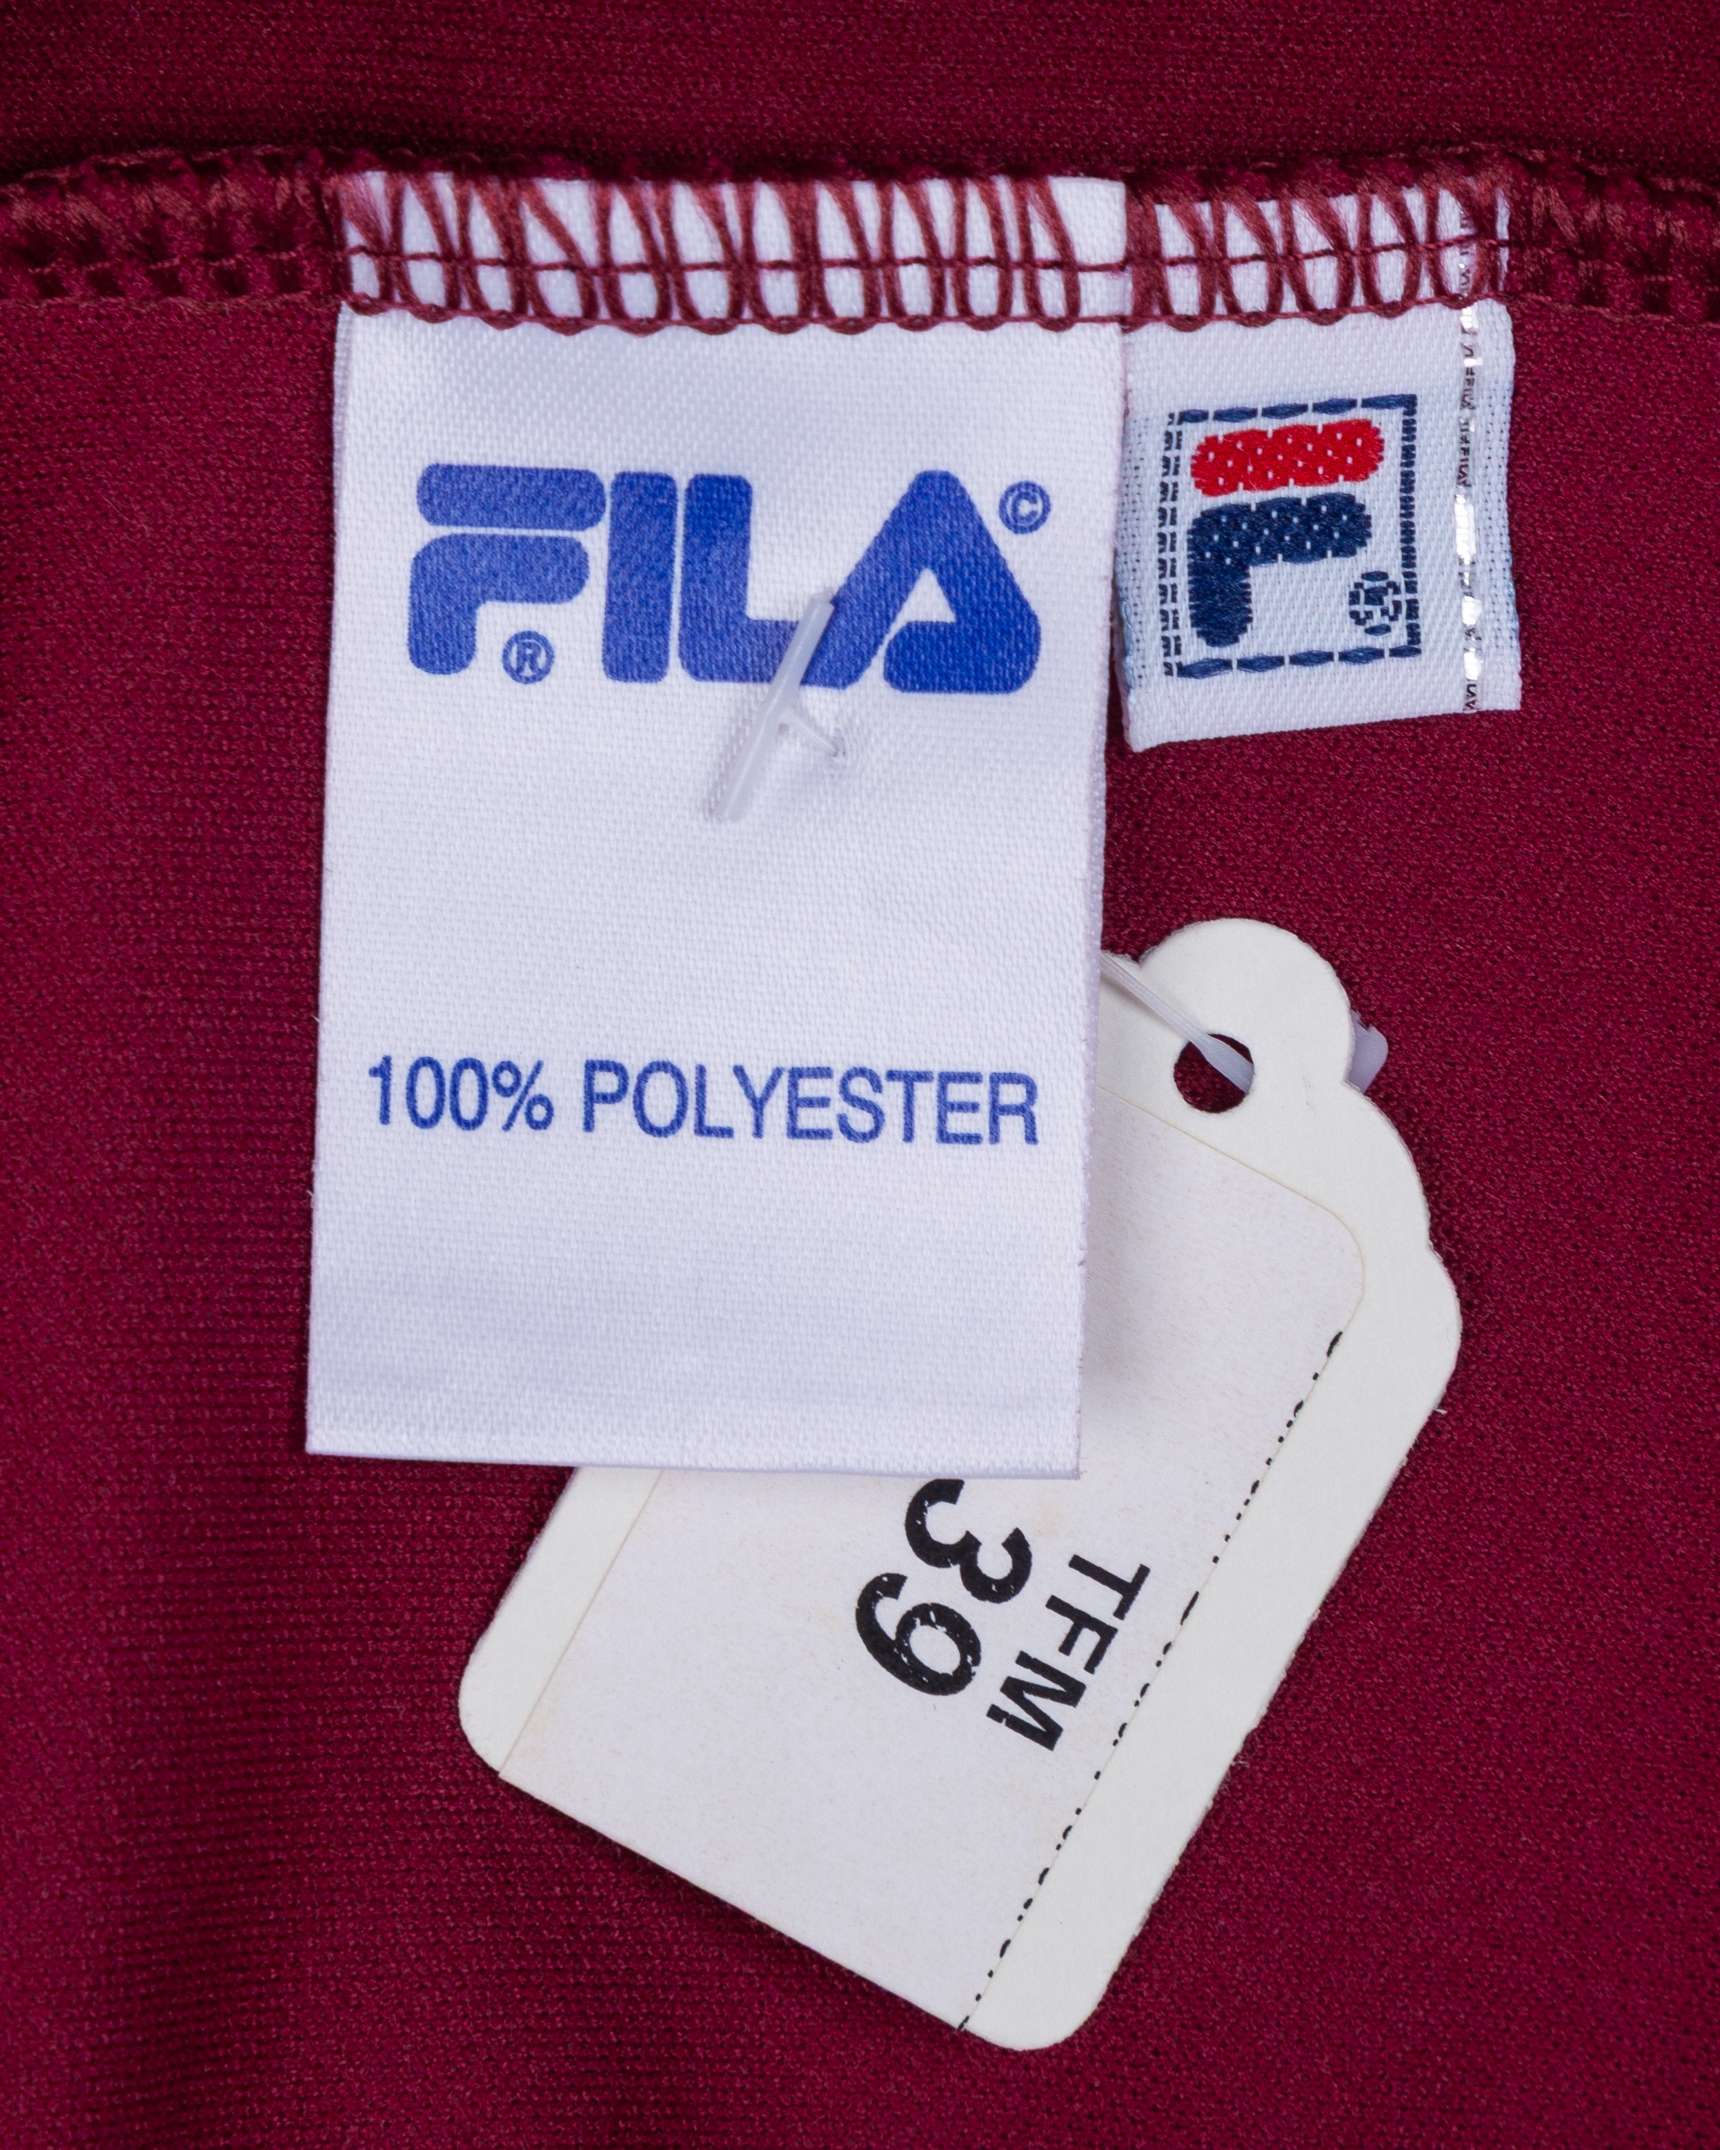 FILA ©
®
F ®
100% POLYESTER
TFM
39